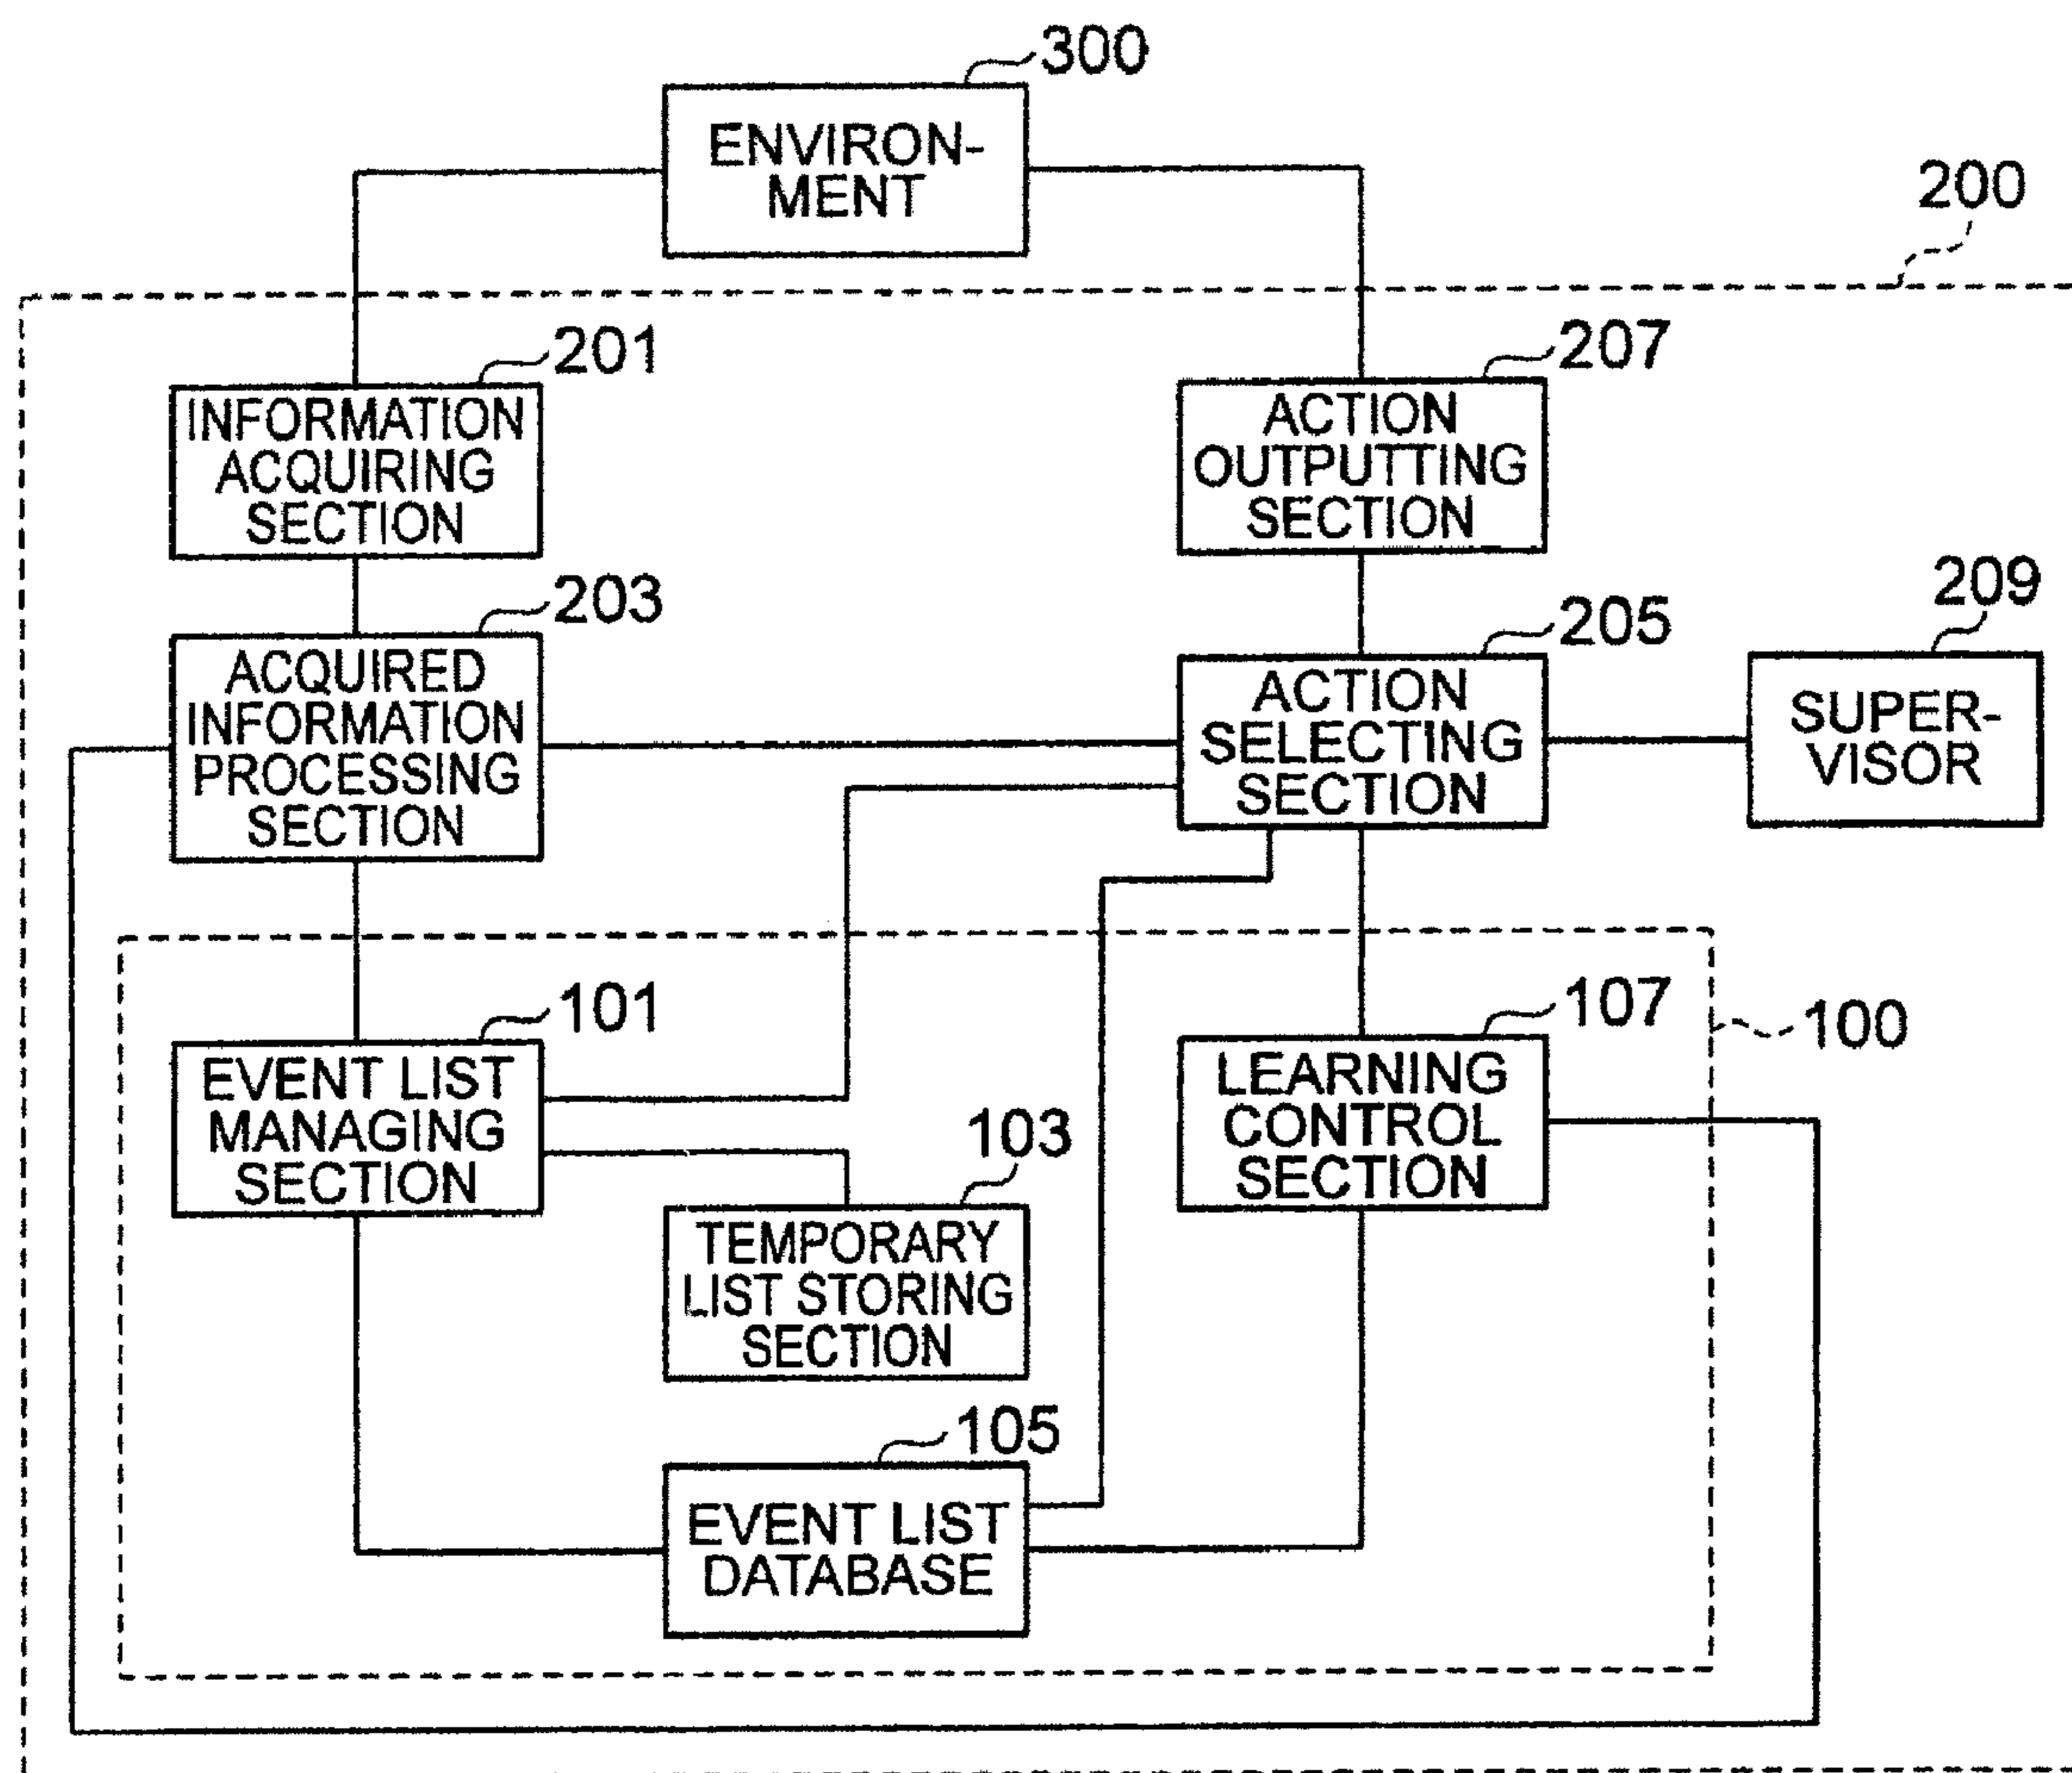 300
ENVIRON-
MENT
200
201
INFORMATION
ACQUIRING
SECTION
207
ACTION
OUTPUTTING
SECTION
203
ACQUIRED
INFORMATION
PROCESSING
SECTION
205
ACTION
SELECTING
SECTION
209
SUPER-
VISOR
101
EVENT LIST
MANAGING
SECTION
103
TEMPORARY
LIST STORING
SECTION
107
LEARNING
CONTROL
SECTION
100
105
EVENT LIST
DATABASE